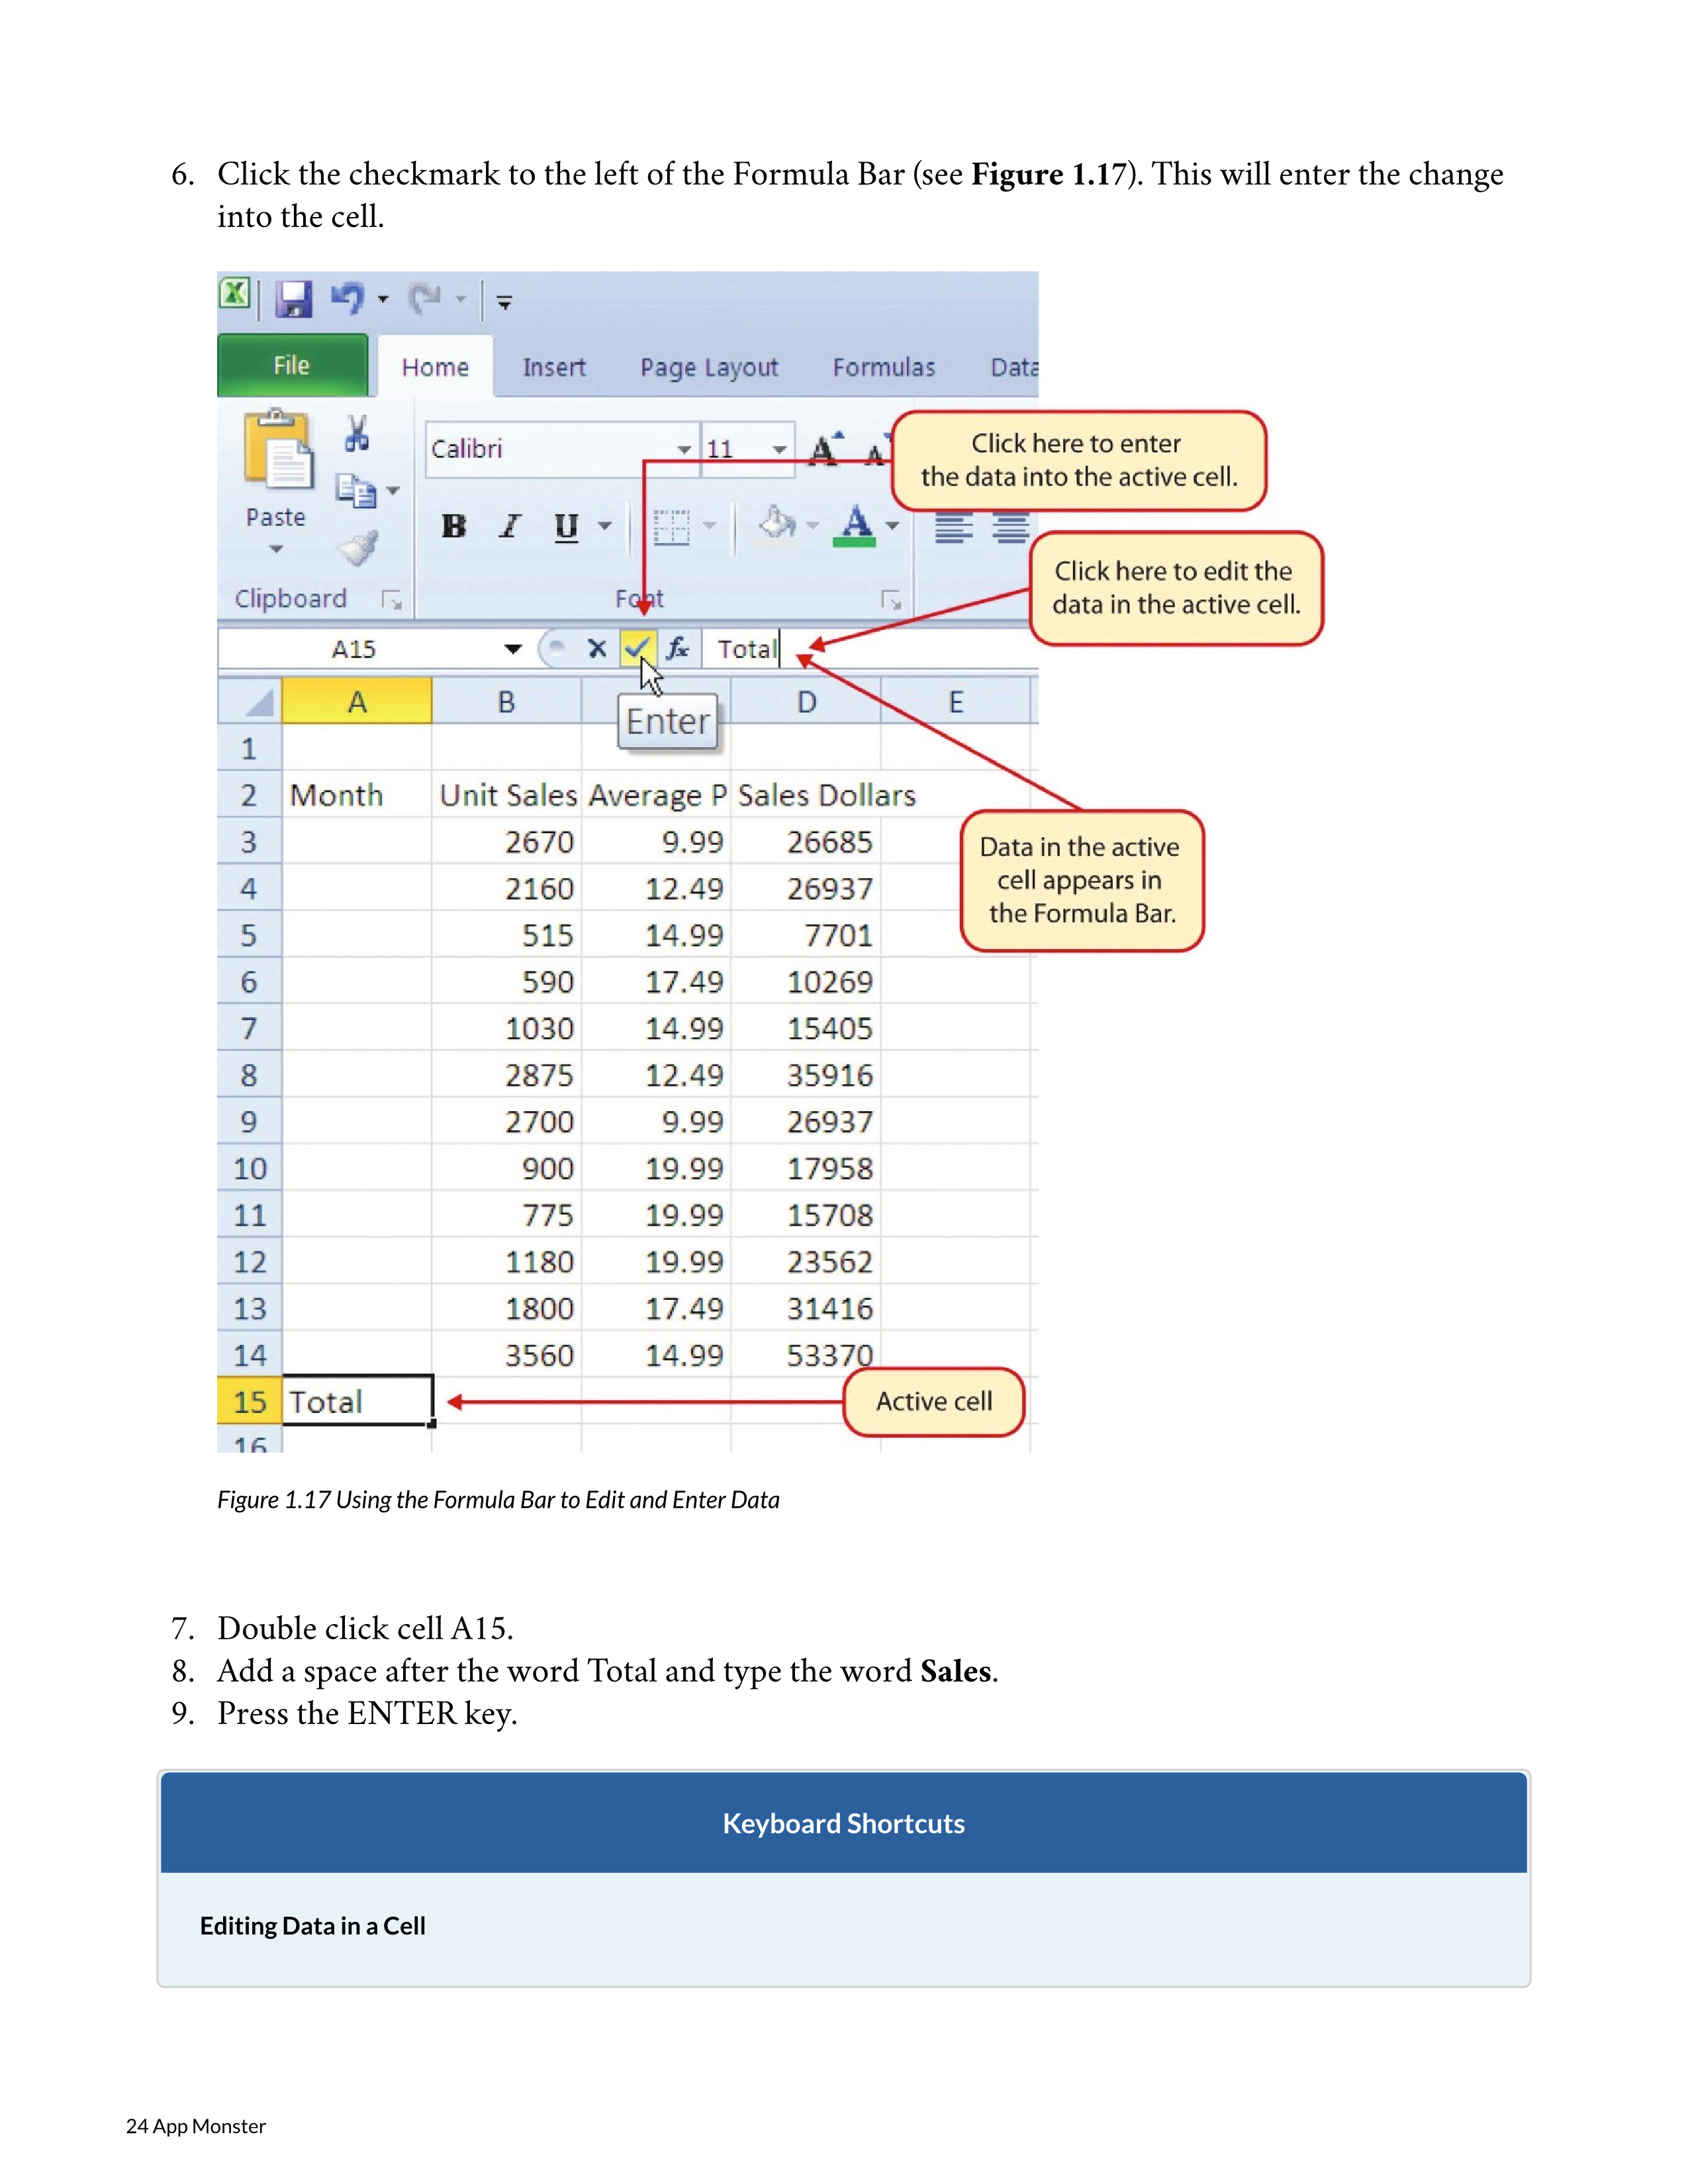 6. Click the checkmark to the left of the Formula Bar (see Figure 1.17). This will enter the change
into the cell.
File Home Insert Page Layout Formulas Data
Calibri 11
Click here to enter
the data into the active cell.
Paste
B I U A
Click here to edit the
data in the active cell.
Clipboard Font
A15 fx Total
A B D E
Enter
1
2 Month Unit Sales Average P Sales Dollars
3 2670 9.99 26685
4 2160 12.49 26937
Data in the active
cell appears in
the Formula Bar.
5 515 14.99 7701
6 590 17.49 10269
7 1030 14.99 15405
8 2875 12.49 35916
9 2700 9.99 26937
10 900 19.99 17958
11 775 19.99 15708
12 1180 19.99 23562
13 1800 17.49 31416
14 3560 14.99 53370
15 Total Active cell
16
Figure 1.17 Using the Formula Bar to Edit and Enter Data
7. Double click cell A15.
8. Add a space after the word Total and type the word Sales.
9. Press the ENTER key.
Keyboard Shortcuts
Editing Data in a Cell
24 App Monster